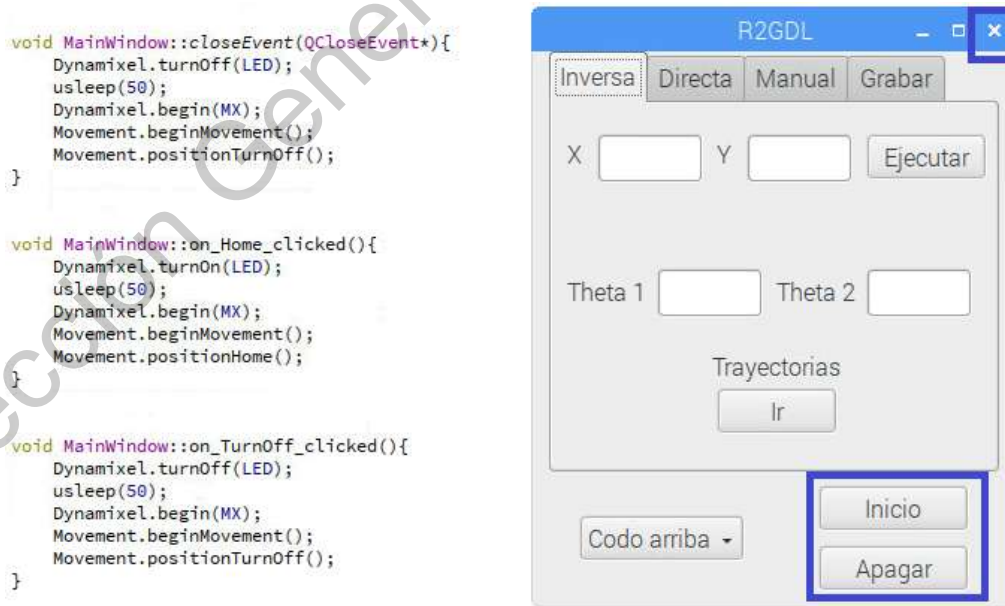 void MainWindow::closeEvent(QCloseEvent*){
    Dynamixel.turnOff(LED);
    usleep(50);
    Dynamixel.begin(MX);
    Movement.beginMovement();
    Movement.positionTurnOff();
}
void MainWindow::on_Home_clicked(){
    Dynamixel.turnOn(LED);
    usleep(50);
    Dynamixel.begin(MX);
    Movement.beginMovement();
    Movement.positionHome();
}
void MainWindow::on_TurnOff_clicked(){
    Dynamixel.turnOff(LED);
    usleep(50);
    Dynamixel.begin(MX);
    Movement.beginMovement();
    Movement.positionTurnOff();
}
R2GDL
Inversa Directa Manual Grabar
X Y Ejecutar
Theta 1 Theta 2
Trayectorias
Ir
Inicio
Codo arriba
Apagar